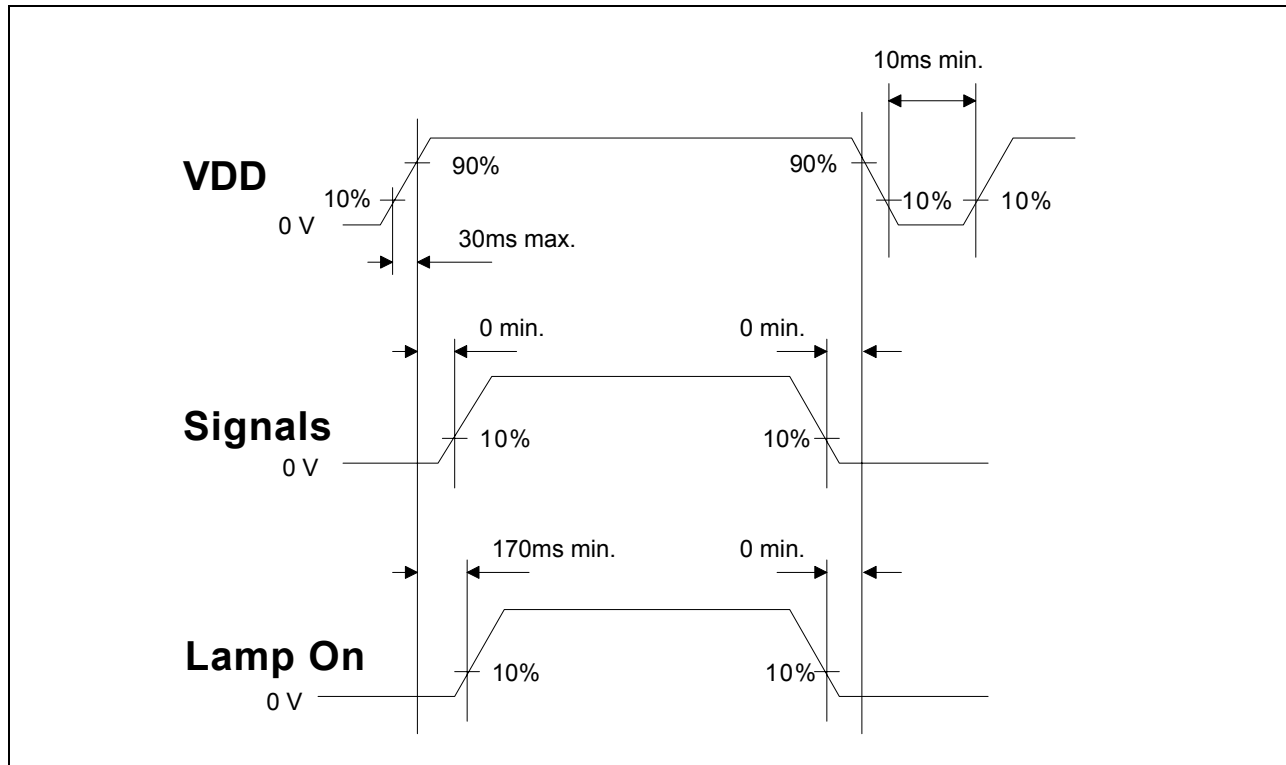 10ms min.
VDD
90%
90%
10%
10%
10%
0 V
30ms max.
0 min.
0 min.
Signals
10%
10%
0 V
170ms min.
0 min.
Lamp On
10%
10%
0 V